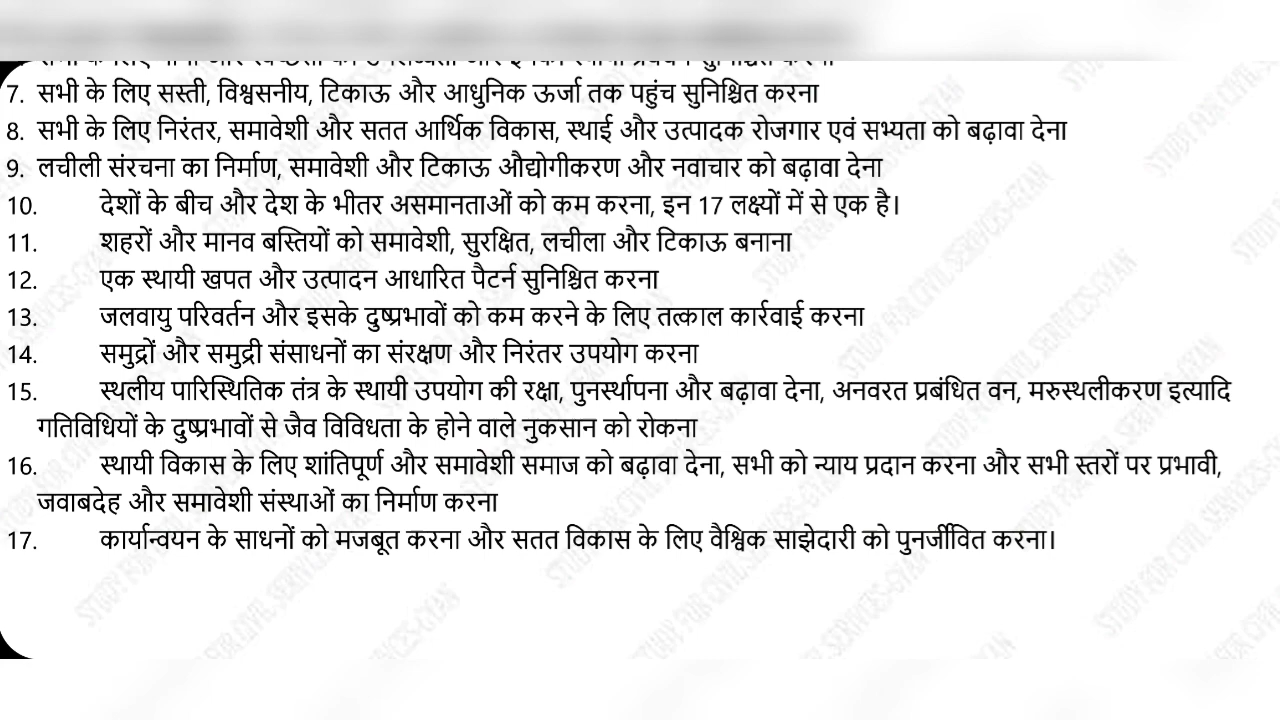 7. सभी के लिए सस्ती, विश्वसनीय, टिकाऊ और आधुनिक ऊर्जा तक पहुंच सुनिश्चित करना
8. सभी के लिए निरंतर, समावेशी और सतत आर्थिक विकास, स्थाई और उत्पादक रोजगार एवं सभ्यता को बढ़ावा देना
9. लचीली संरचना का निर्माण, समावेशी और टिकाऊ औद्योगीकरण और नवाचार को बढ़ावा देना
10. देशों के बीच और देश के भीतर असमानताओं को कम करना, इन 17 लक्ष्यों में से एक है।
11. शहरों और मानव बस्तियों को समावेशी, सुरक्षित, लचीला और टिकाऊ बनाना
12. एक स्थायी खपत और उत्पादन आधारित पैटर्न सुनिश्चित करना
13. जलवायु परिवर्तन और इसके दुष्प्रभावों को कम करने के लिए तत्काल कार्रवाई करना
14. समुद्रों और समुद्री संसाधनों का संरक्षण और निरंतर उपयोग करना
15. स्थलीय पारिस्थितिक तंत्र के स्थायी उपयोग की रक्षा, पुनर्स्थापना और बढ़ावा देना, अनवरत प्रबंधित वन, मरुस्थलीकरण इत्यादि
गतिविधियों के दुष्प्रभावों से जैव विविधता के होने वाले नुकसान को रोकना
16. स्थायी विकास के लिए शांतिपूर्ण और समावेशी समाज को बढ़ावा देना, सभी को न्याय प्रदान करना और सभी स्तरों पर प्रभावी,
जवाबदेह और समावेशी संस्थाओं का निर्माण करना
17. कार्यान्वयन के साधनों को मजबूत करना और सतत विकास के लिए वैश्विक साझेदारी को पुनर्जीवित करना।